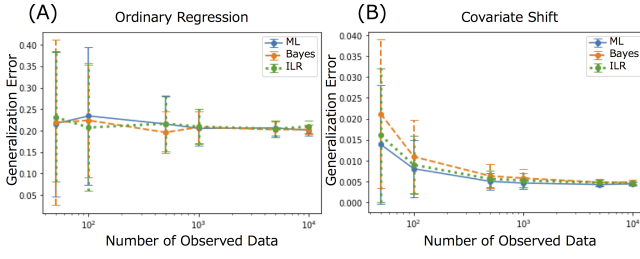 (A)
Ordinary Regression
Generalization Error
0.40
0.35
0.30
0.25
0.20
0.15
0.10
0.05
ML
Bayes
ILR
10²
10³
10⁴
Number of Observed Data
(B)
Covariate Shift
Generalization Error
0.040
0.035
0.030
0.025
0.020
0.015
0.010
0.005
0.000
ML
Bayes
ILR
10²
10³
10⁴
Number of Observed Data